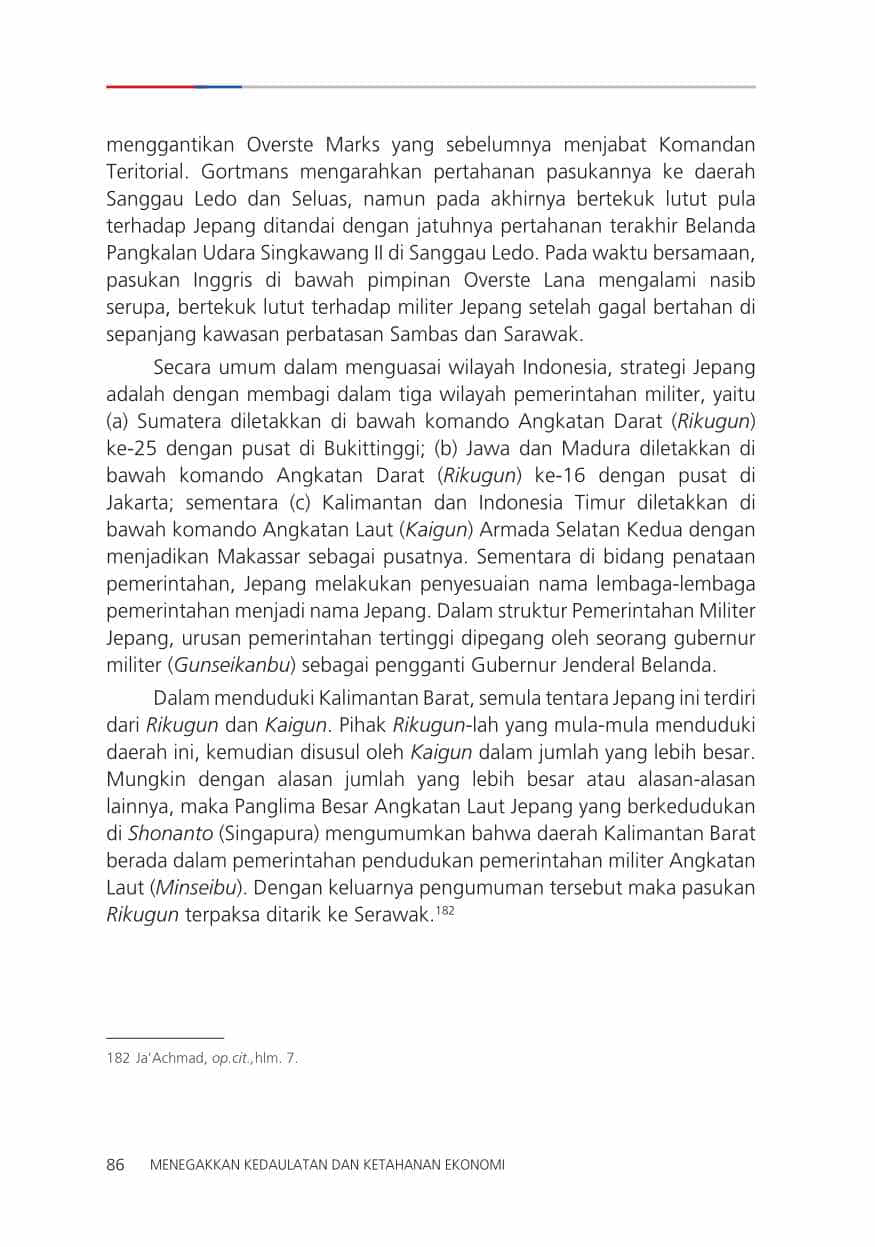 menggantikan Overste Marks yang sebelumnya menjabat Komandan
Teritorial. Gortmans mengarahkan pertahanan pasukannya ke daerah
Sanggau Ledo dan Seluas, namun pada akhirnya bertekuk lutut pula
terhadap Jepang ditandai dengan jatuhnya pertahanan terakhir Belanda
Pangkalan Udara Singkawang II di Sanggau Ledo. Pada waktu bersamaan,
pasukan Inggris di bawah pimpinan Overste Lana mengalami nasib
serupa, bertekuk lutut terhadap militer Jepang setelah gagal bertahan di
sepanjang kawasan perbatasan Sambas dan Sarawak.
Secara umum dalam menguasai wilayah Indonesia, strategi Jepang
adalah dengan membagi dalam tiga wilayah pemerintahan militer, yaitu
(a) Sumatera diletakkan di bawah komando Angkatan Darat (Rikugun)
ke-25 dengan pusat di Bukittinggi; (b) Jawa dan Madura diletakkan di
bawah komando Angkatan Darat (Rikugun) ke-16 dengan pusat di
Jakarta; sementara (c) Kalimantan dan Indonesia Timur diletakkan di
bawah komando Angkatan Laut (Kaigun) Armada Selatan Kedua dengan
menjadikan Makassar sebagai pusatnya. Sementara di bidang penataan
pemerintahan, Jepang melakukan penyesuaian nama lembaga-lembaga
pemerintahan menjadi nama Jepang. Dalam struktur Pemerintahan Militer
Jepang, urusan pemerintahan tertinggi dipegang oleh seorang gubernur
militer (Gunseikanbu) sebagai pengganti Gubernur Jenderal Belanda.
Dalam menduduki Kalimantan Barat, semula tentara Jepang ini terdiri
dari Rikugun dan Kaigun. Pihak Rikugun-lah yang mula-mula menduduki
daerah ini, kemudian disusul oleh Kaigun dalam jumlah yang lebih besar.
Mungkin dengan alasan jumlah yang lebih besar atau alasan-alasan
lainnya, maka Panglima Besar Angkatan Laut Jepang yang berkedudukan
di Shonanto (Singapura) mengumumkan bahwa daerah Kalimantan Barat
berada dalam pemerintahan pendudukan pemerintahan militer Angkatan
Laut (Minseibu). Dengan keluarnya pengumuman tersebut maka pasukan
Rikugun terpaksa ditarik ke Serawak.182
182 Ja'Achmad, op.cit.,hlm. 7.
86 MENEGAKKAN KEDAULATAN DAN KETAHANAN EKONOMI